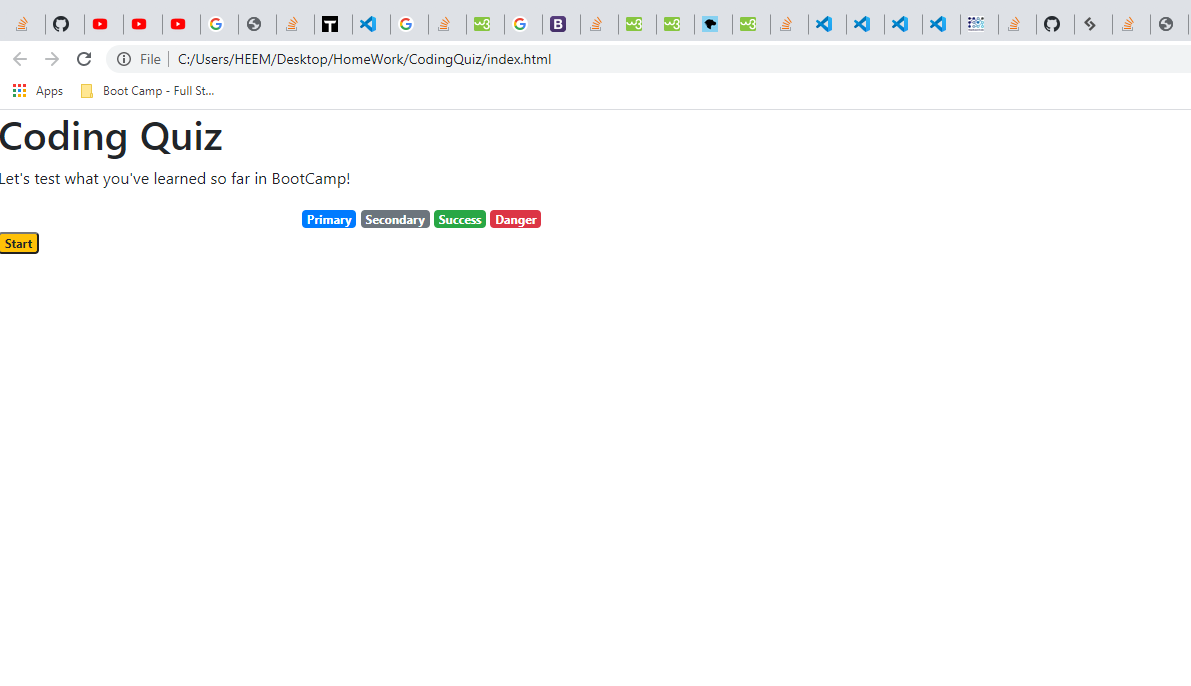 File C:/Users/HEEM/Desktop/HomeWork/CodingQuiz/index.html
Apps Boot Camp - Full St...
Coding Quiz
Let's test what you've learned so far in BootCamp!
Primary Secondary Success Danger
Start